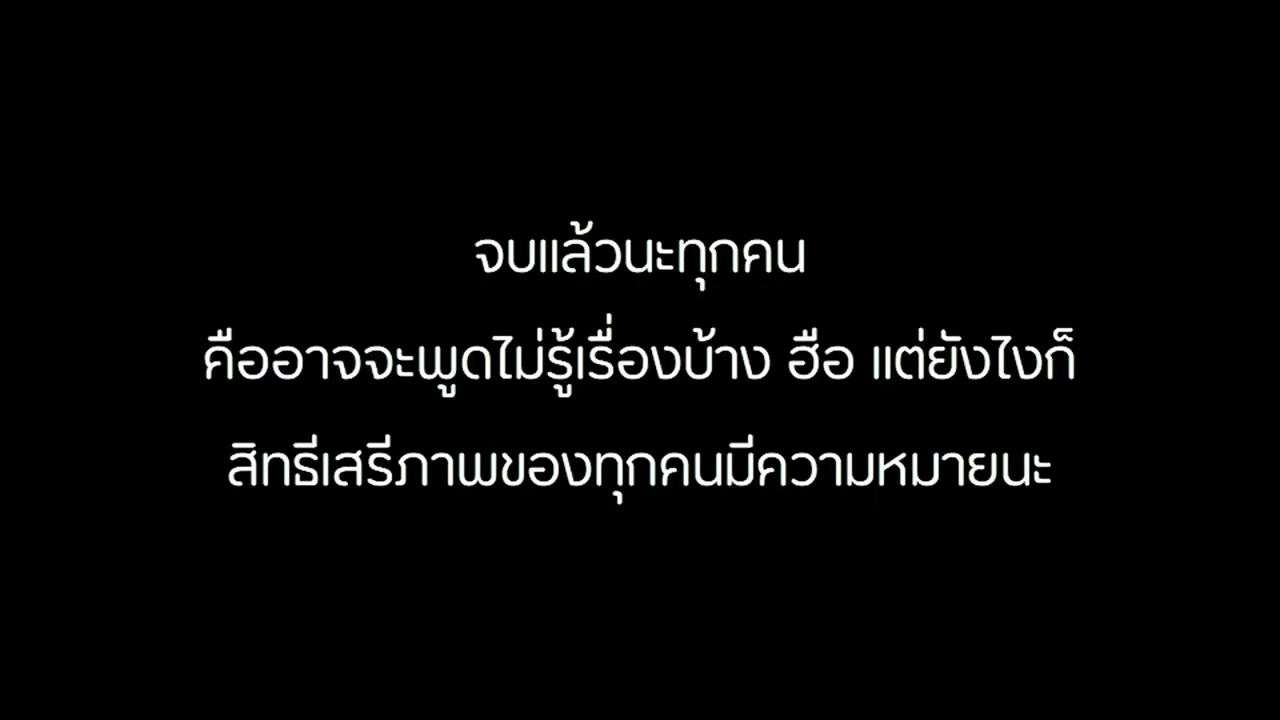 จบแล้วนะทุกคน
คืออาจจะพูดไม่รู้เรื่องบ้าง ฮือ แต่ยังไงก็
สิทธิเสรีภาพของทุกคนมีความหมายนะ